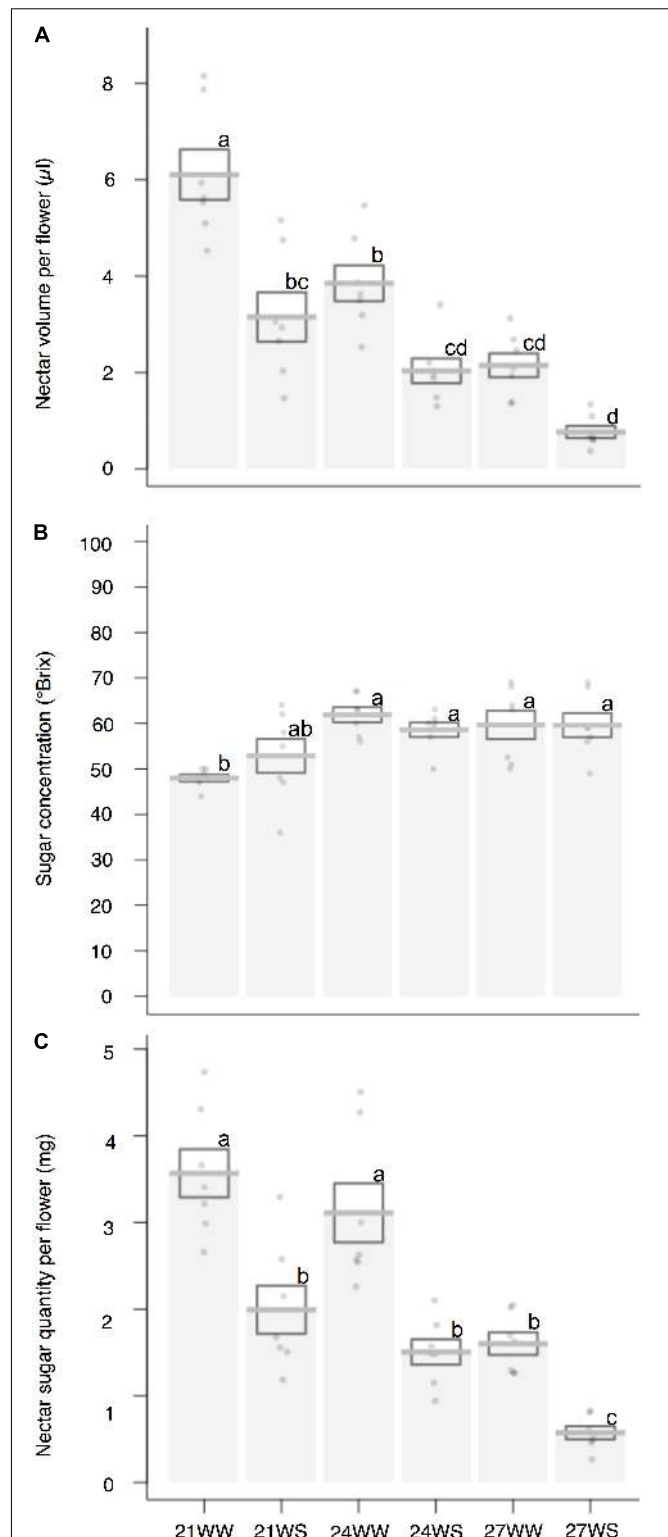 A
Nectar volume per flower (µl)
8
6
4
2
0
a
bc
b
cd
cd
d
B
Sugar concentration (°Brix)
100
90
80
70
60
50
40
30
20
10
0
b
ab
a
a
a
a
C
Nectar sugar quantity per flower (mg)
5
4
3
2
1
0
a
b
a
b
b
c
21WW 21WS 24WW 24WS 27WW 27WS